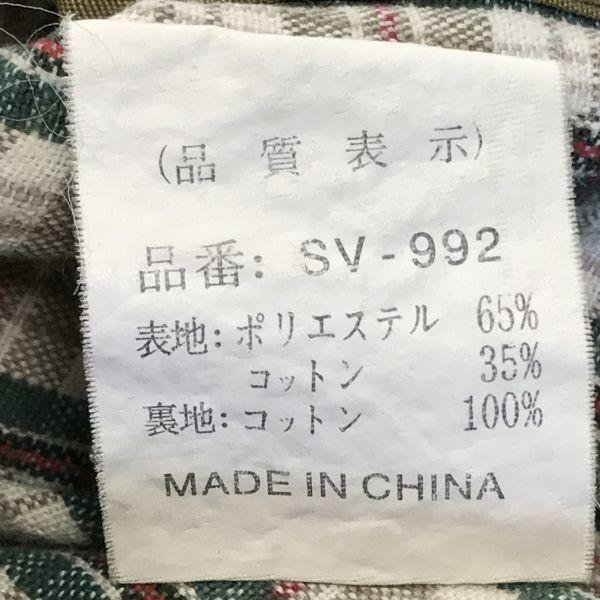 (品質表示)
品番: SV-992
表地:ポリエステル 65%
コットン 35%
裏地:コットン 100%
MADE IN CHINA